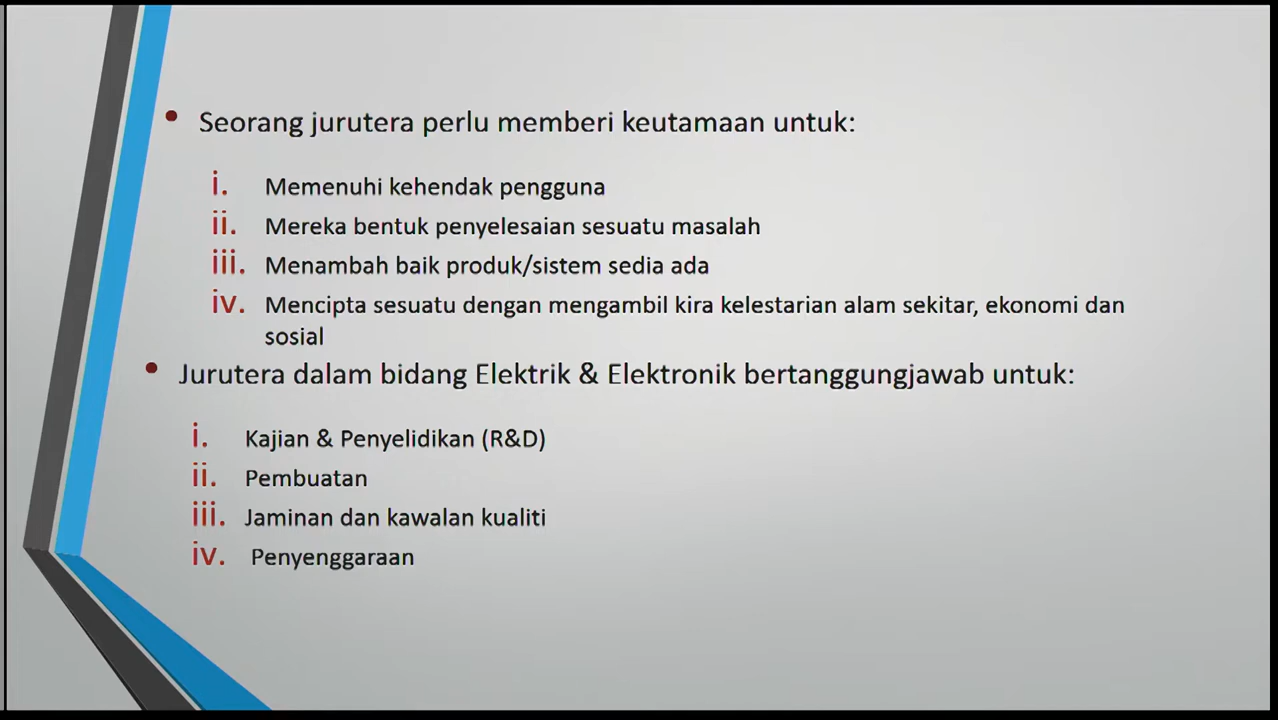 • Seorang jurutera perlu memberi keutamaan untuk:
i. Memenuhi kehendak pengguna
ii. Mereka bentuk penyelesaian sesuatu masalah
iii. Menambah baik produk/sistem sedia ada
iv. Mencipta sesuatu dengan mengambil kira kelestarian alam sekitar, ekonomi dan
sosial
• Jurutera dalam bidang Elektrik & Elektronik bertanggungjawab untuk:
i. Kajian & Penyelidikan (R&D)
ii. Pembuatan
iii. Jaminan dan kawalan kualiti
iv. Penyenggaraan